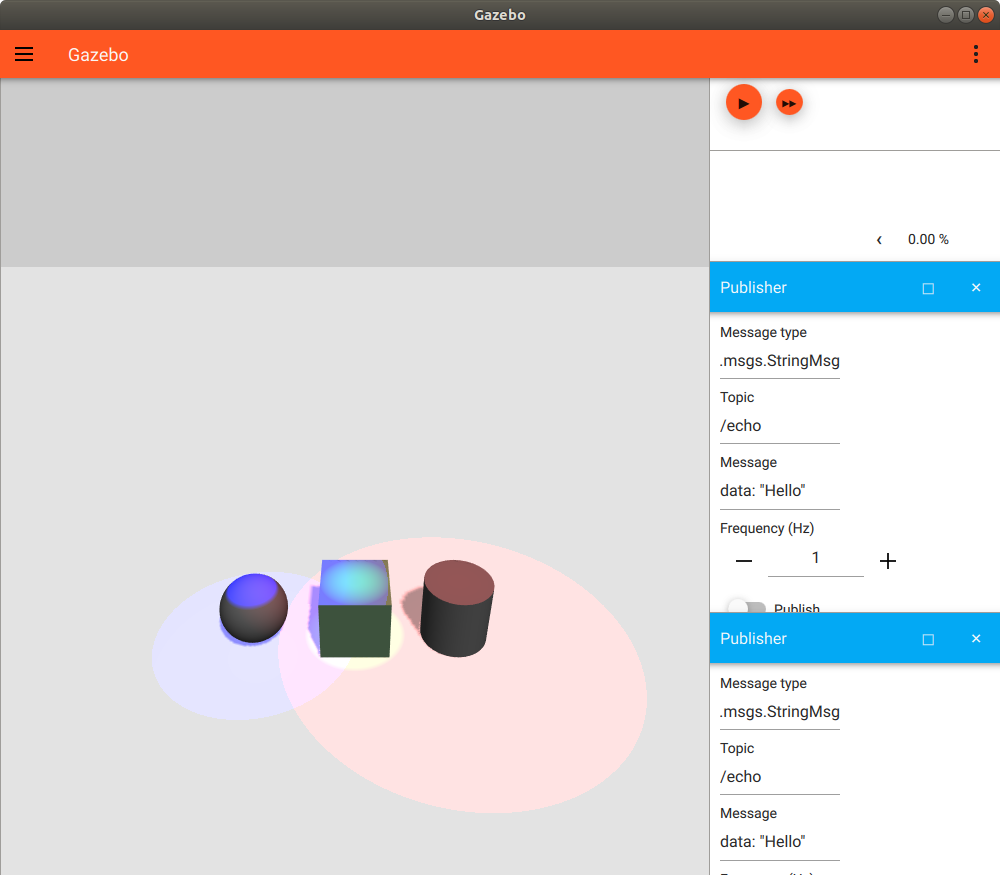 Gazebo
Gazebo
0.00 %
Publisher
Message type
.msgs.StringMsg
Topic
/echo
Message
data: "Hello"
Frequency (Hz)
1
Publish
Publisher
Message type
.msgs.StringMsg
Topic
/echo
Message
data: "Hello"